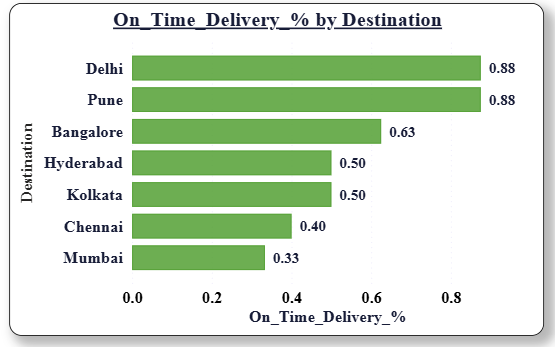 On_Time_Delivery_% by Destination
Destination
Delhi 0.88
Pune 0.88
Bangalore 0.63
Hyderabad 0.50
Kolkata 0.50
Chennai 0.40
Mumbai 0.33
0.0 0.2 0.4 0.6 0.8
On_Time_Delivery_%